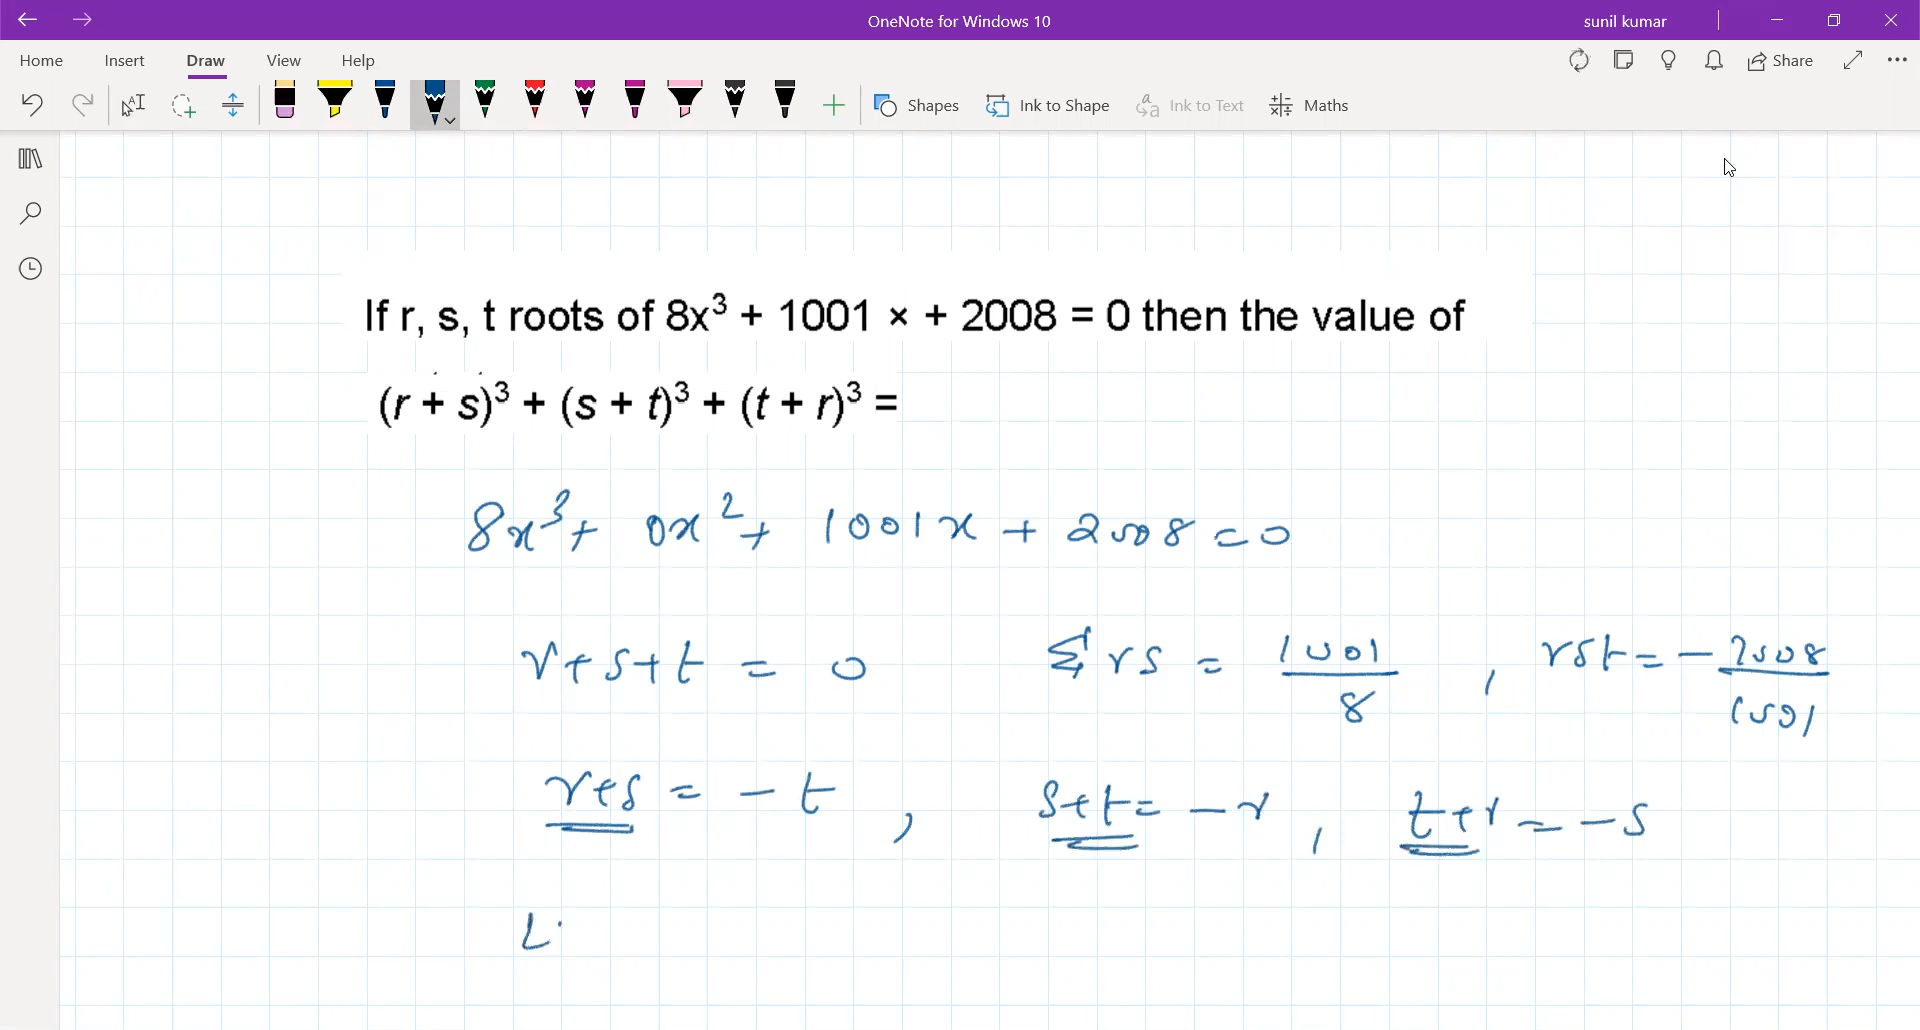 OneNote for Windows 10
sunil kumar
Home Insert Draw View Help
Share
Shapes Ink to Shape Ink to Text Maths
If r, s, t roots of 8x³ + 1001 × + 2008 = 0 then the value of
(r + s)³ + (s + t)³ + (t + r)³ =
8x³ + 0x² + 1001x + 2008 = 0
r+s+t = 0 Σ rs = 1001/8 , rst = - 2008/1001
r+s = - t , s+t = - r , t+r = - s
L.